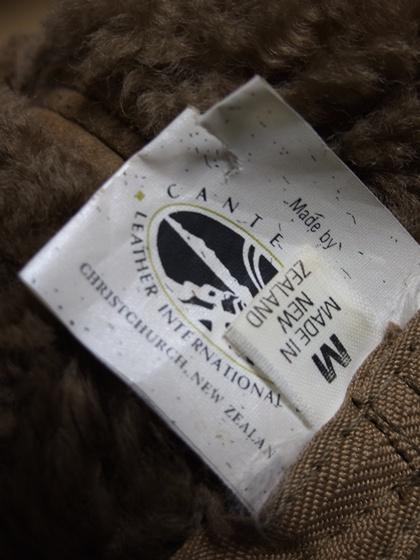 Made by
CANTE
LEATHER INTERNATIONAL
CHRISTCHURCH, NEW ZEALAN
M
MADE IN
NEW
ZEALAND